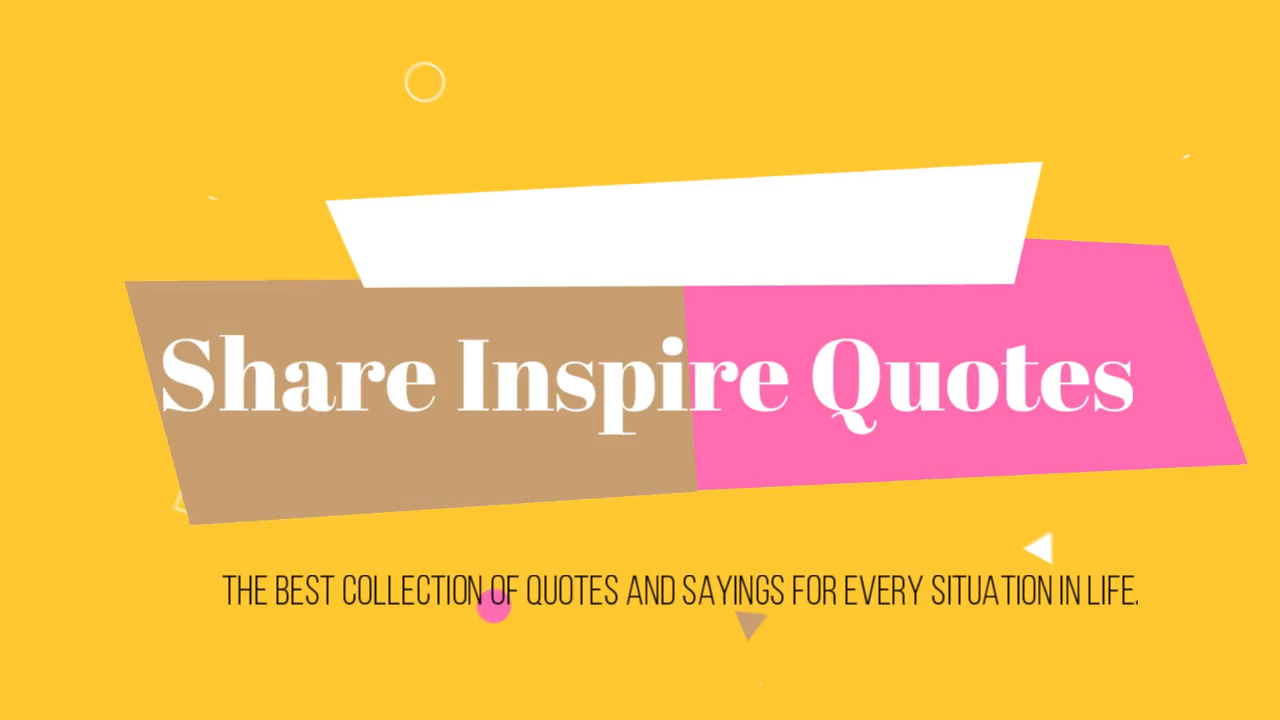 Share Inspire Quotes
THE BEST COLLECTION OF QUOTES AND SAYINGS FOR EVERY SITUATION IN LIFE.